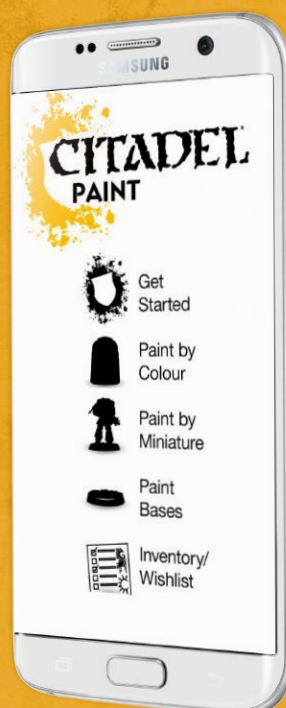 SAMSUNG
CITADEL
PAINT
Get
Started
Paint by
Colour
Paint by
Miniature
Paint
Bases
Inventory/
Wishlist